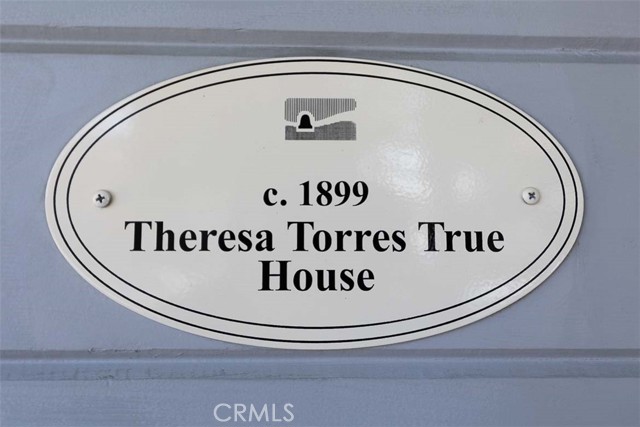 c. 1899
Theresa Torres True
House
CRMLS